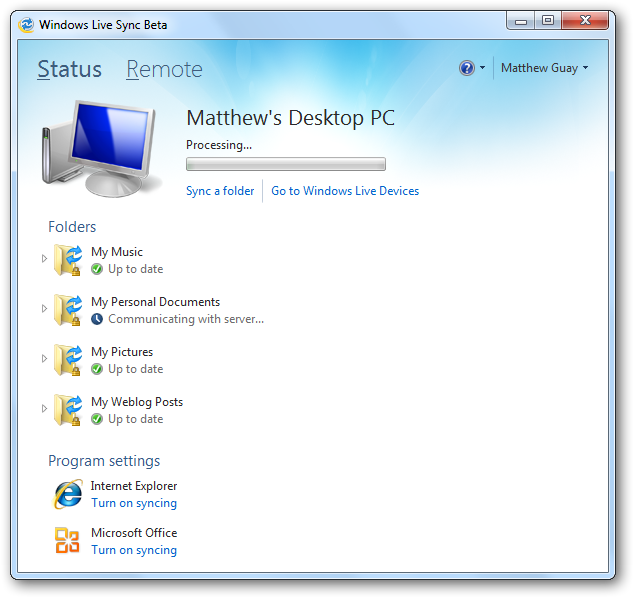 Windows Live Sync Beta
Status Remote
Matthew Guay
Matthew's Desktop PC
Processing...
Sync a folder Go to Windows Live Devices
Folders
My Music
Up to date
My Personal Documents
Communicating with server...
My Pictures
Up to date
My Weblog Posts
Up to date
Program settings
Internet Explorer
Turn on syncing
Microsoft Office
Turn on syncing